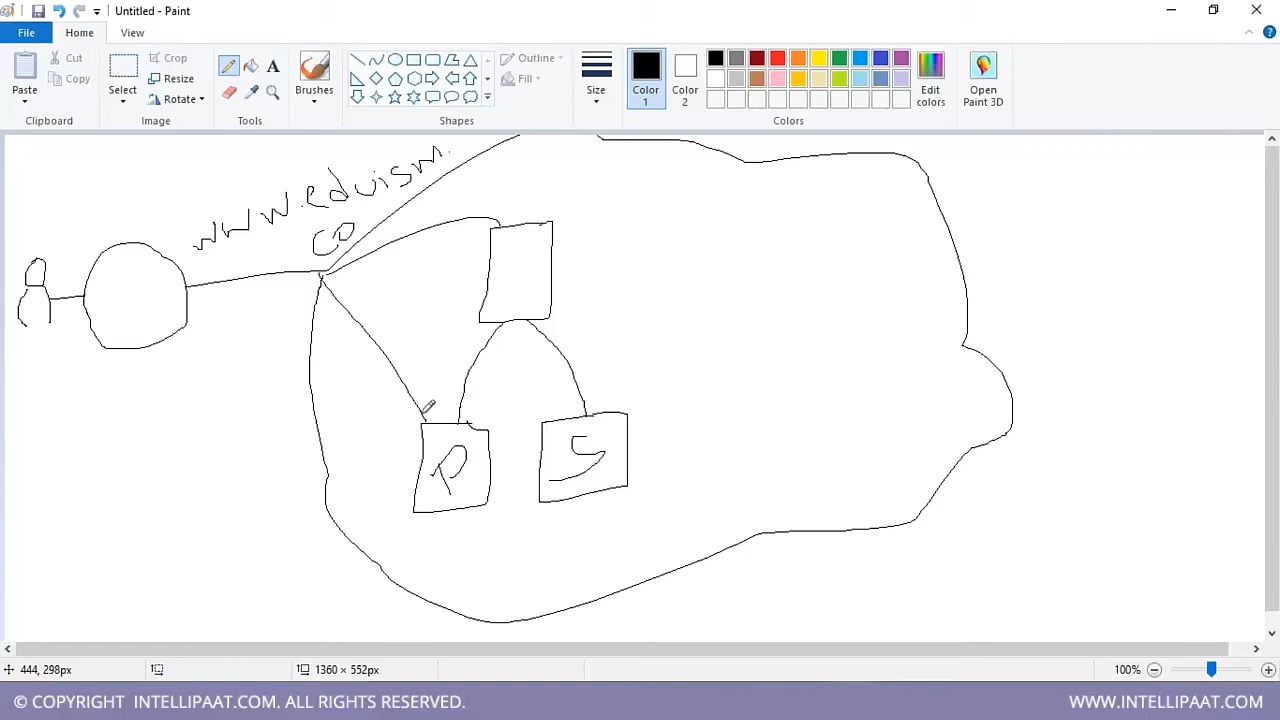 Untitled - Paint
File
Home
View
Paste
Cut
Copy
Clipboard
Select
Crop
Resize
Rotate
Image
A
Tools
Brushes
Outline
Fill
Shapes
Size
Color 1
Color 2
Edit colors
Colors
Open Paint 3D
www.eduism.
co
P
S
444, 298px
1360 × 552px
100%
© COPYRIGHT INTELLIPAAT.COM. ALL RIGHTS RESERVED.
WWW.INTELLIPAAT.COM